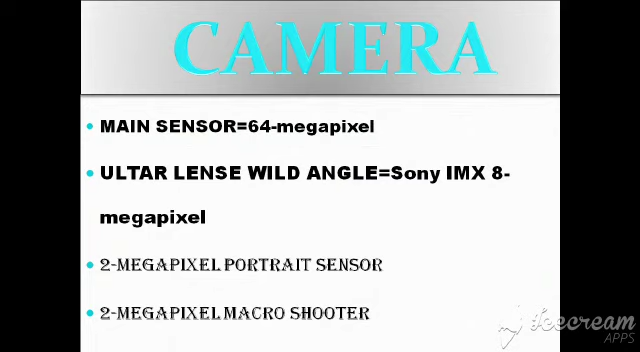 CAMERA
MAIN SENSOR=64-megapixel
ULTAR LENSE WILD ANGLE=Sony IMX 8-
megapixel
2-MEGAPIXEL PORTRAIT SENSOR
2-MEGAPIXEL MACRO SHOOTER
Icecream
APPS